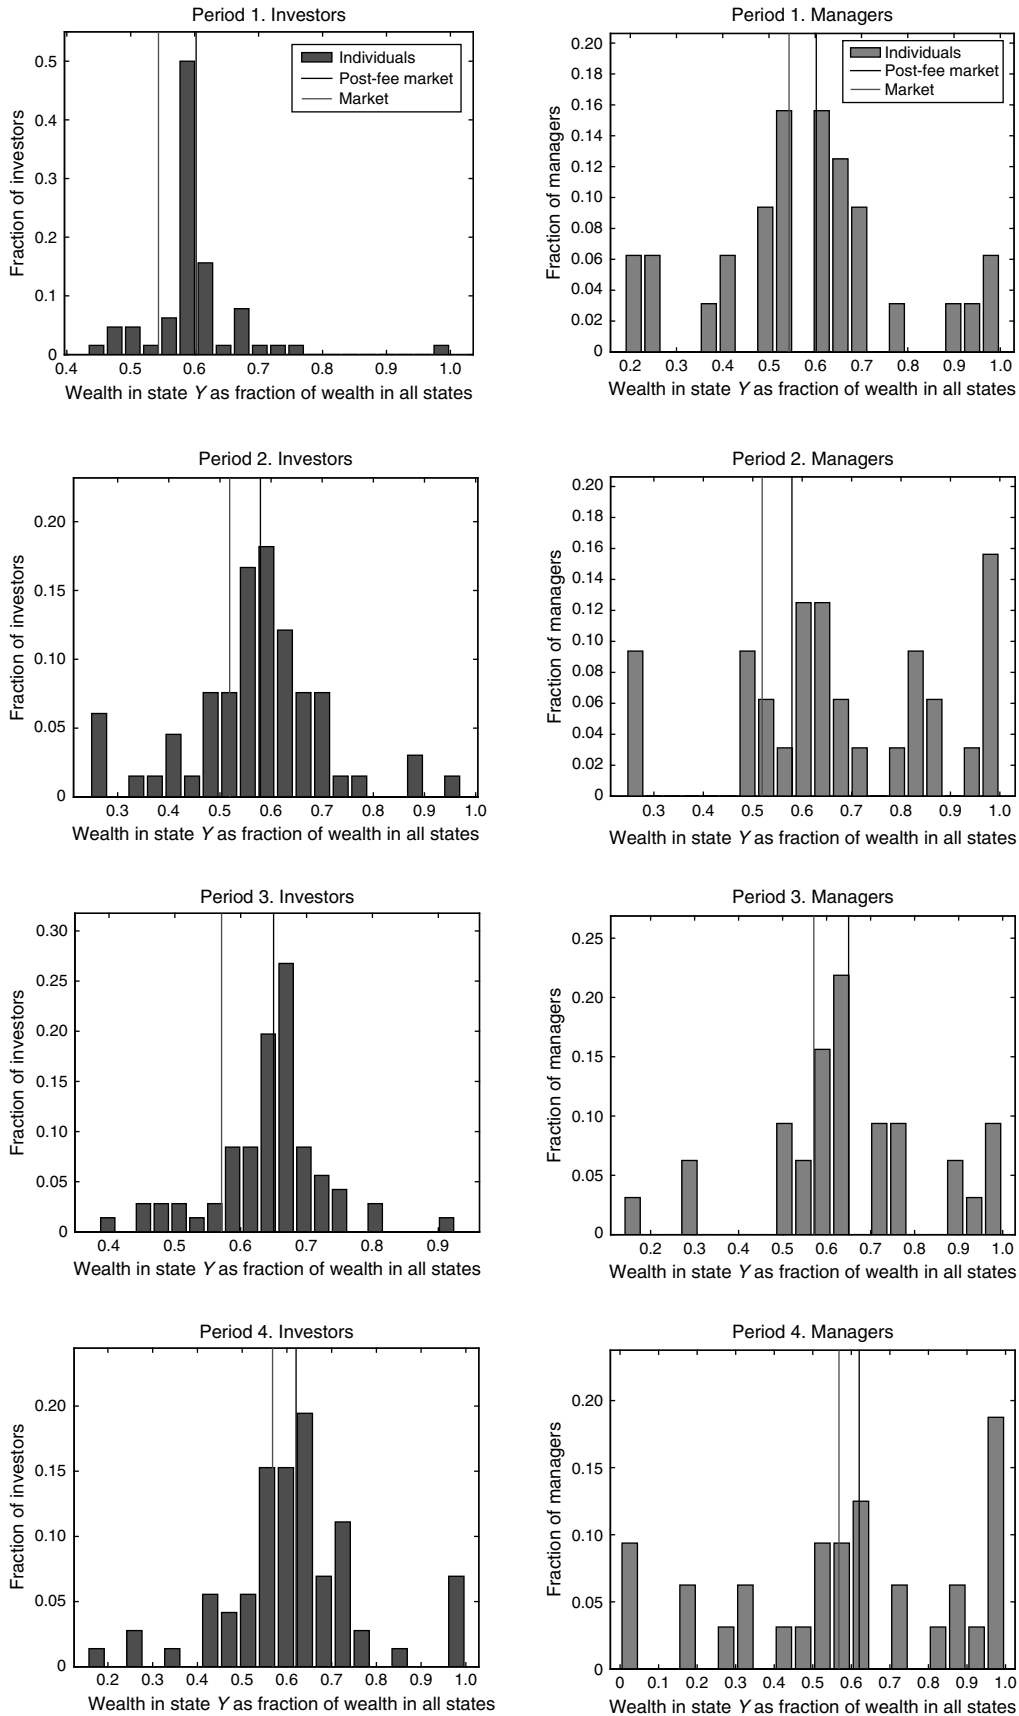 Period 1. Investors
Fraction of investors
0.5
0.4
0.3
0.2
0.1
0
Individuals
Post-fee market
Market
0.4 0.5 0.6 0.7 0.8 0.9 1.0
Wealth in state Y as fraction of wealth in all states
Period 1. Managers
Fraction of managers
0.20
0.18
0.16
0.14
0.12
0.10
0.08
0.06
0.04
0.02
0
Individuals
Post-fee market
Market
0.2 0.3 0.4 0.5 0.6 0.7 0.8 0.9 1.0
Wealth in state Y as fraction of wealth in all states
Period 2. Investors
Fraction of investors
0.20
0.15
0.10
0.05
0
0.3 0.4 0.5 0.6 0.7 0.8 0.9 1.0
Wealth in state Y as fraction of wealth in all states
Period 2. Managers
Fraction of managers
0.20
0.18
0.16
0.14
0.12
0.10
0.08
0.06
0.04
0.02
0
0.3 0.4 0.5 0.6 0.7 0.8 0.9 1.0
Wealth in state Y as fraction of wealth in all states
Period 3. Investors
Fraction of investors
0.30
0.25
0.20
0.15
0.10
0.05
0
0.4 0.5 0.6 0.7 0.8 0.9
Wealth in state Y as fraction of wealth in all states
Period 3. Managers
Fraction of managers
0.25
0.20
0.15
0.10
0.05
0
0.2 0.3 0.4 0.5 0.6 0.7 0.8 0.9 1.0
Wealth in state Y as fraction of wealth in all states
Period 4. Investors
Fraction of investors
0.20
0.15
0.10
0.05
0
0.2 0.3 0.4 0.5 0.6 0.7 0.8 0.9 1.0
Wealth in state Y as fraction of wealth in all states
Period 4. Managers
Fraction of managers
0.20
0.15
0.10
0.05
0
0 0.1 0.2 0.3 0.4 0.5 0.6 0.7 0.8 0.9 1.0
Wealth in state Y as fraction of wealth in all states